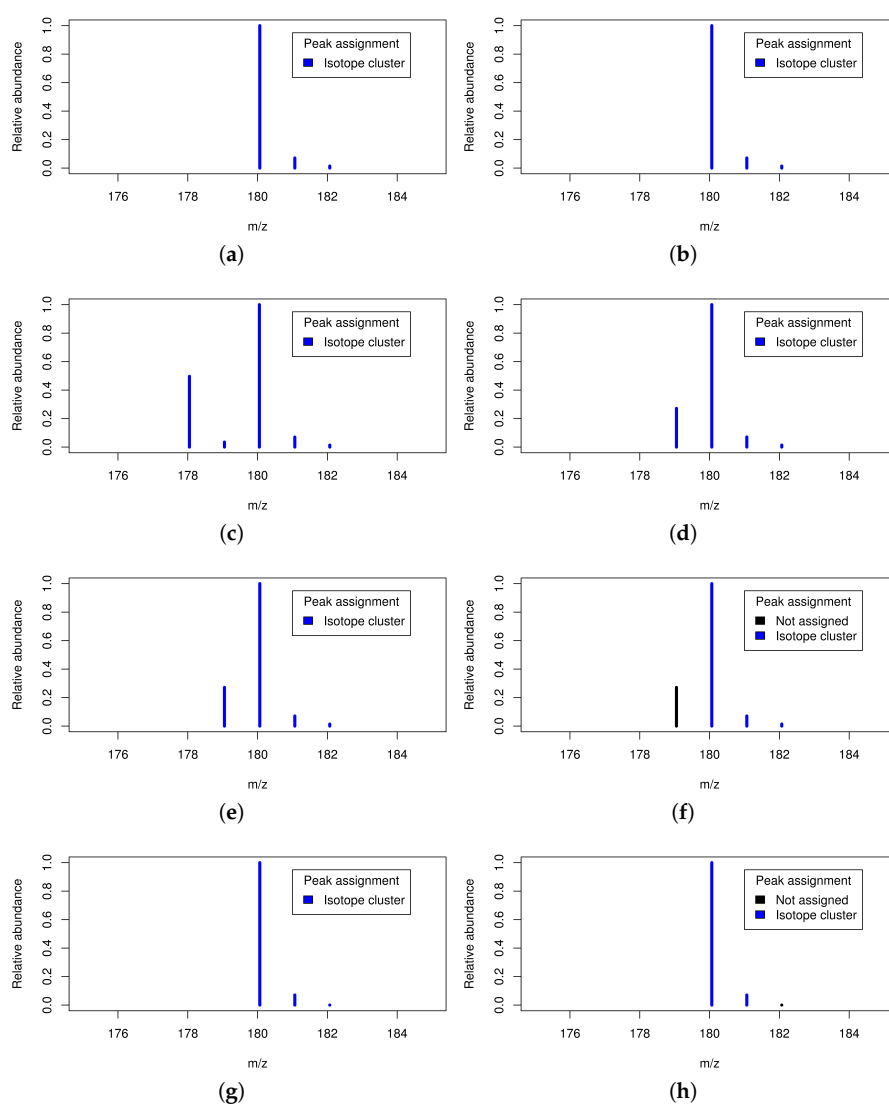 Relative abundance
0.0 0.2 0.4 0.6 0.8 1.0
Peak assignment
Isotope cluster
176 178 180 182 184
m/z
(a)
Relative abundance
0.0 0.2 0.4 0.6 0.8 1.0
Peak assignment
Isotope cluster
176 178 180 182 184
m/z
(b)
Relative abundance
0.0 0.2 0.4 0.6 0.8 1.0
Peak assignment
Isotope cluster
176 178 180 182 184
m/z
(c)
Relative abundance
0.0 0.2 0.4 0.6 0.8 1.0
Peak assignment
Isotope cluster
176 178 180 182 184
m/z
(d)
Relative abundance
0.0 0.2 0.4 0.6 0.8 1.0
Peak assignment
Isotope cluster
176 178 180 182 184
m/z
(e)
Relative abundance
0.0 0.2 0.4 0.6 0.8 1.0
Peak assignment
Not assigned
Isotope cluster
176 178 180 182 184
m/z
(f)
Relative abundance
0.0 0.2 0.4 0.6 0.8 1.0
Peak assignment
Isotope cluster
176 178 180 182 184
m/z
(g)
Relative abundance
0.0 0.2 0.4 0.6 0.8 1.0
Peak assignment
Not assigned
Isotope cluster
176 178 180 182 184
m/z
(h)